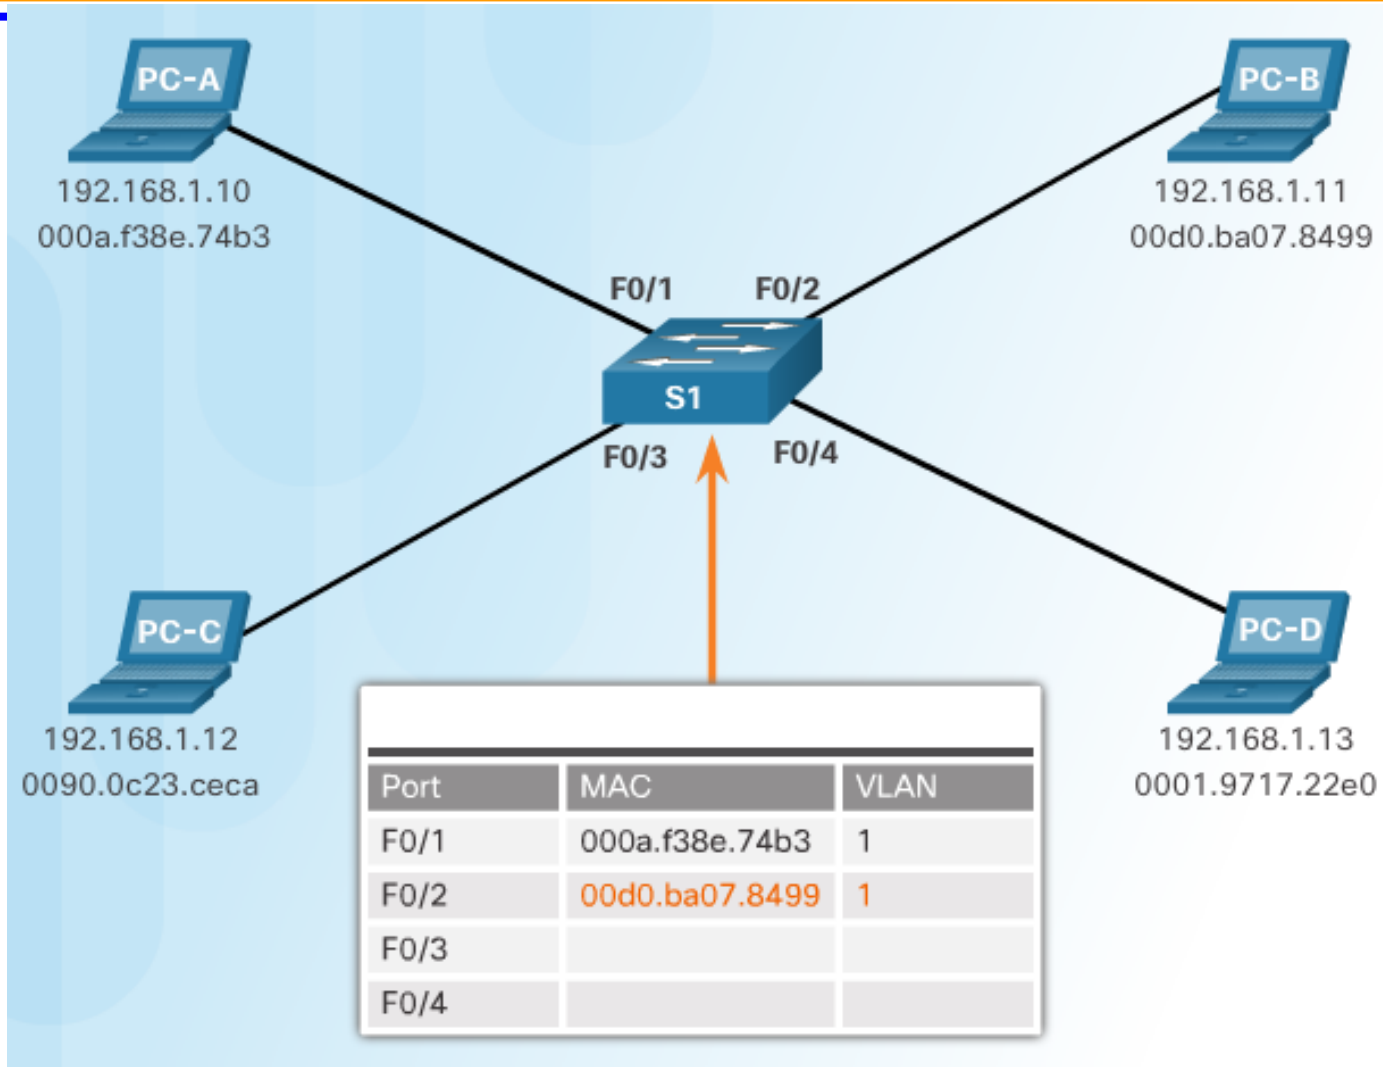 PC-A
192.168.1.10
000a.f38e.74b3
PC-B
192.168.1.11
00d0.ba07.8499
F0/1
F0/2
S1
F0/3
F0/4
PC-C
192.168.1.12
0090.0c23.ceca
PC-D
192.168.1.13
0001.9717.22e0
Port MAC VLAN
F0/1 000a.f38e.74b3 1
F0/2 00d0.ba07.8499 1
F0/3
F0/4